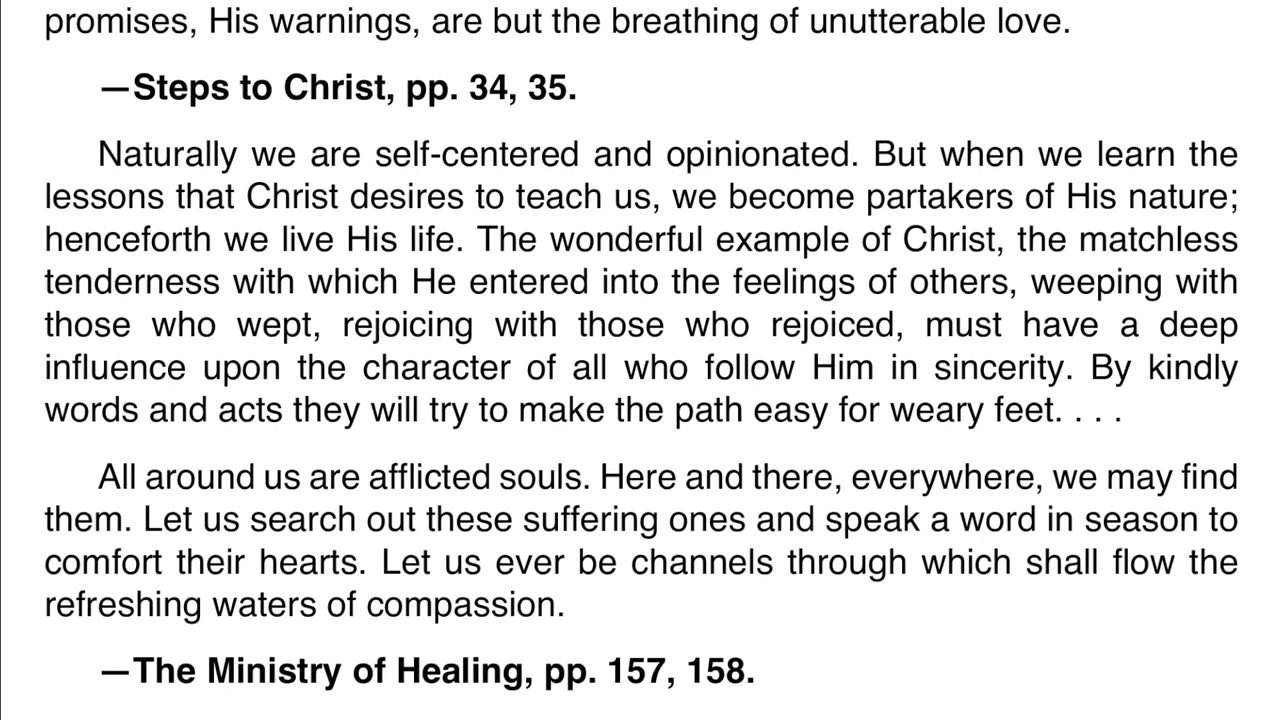 promises, His warnings, are but the breathing of unutterable love.
—Steps to Christ, pp. 34, 35.
Naturally we are self-centered and opinionated. But when we learn the
lessons that Christ desires to teach us, we become partakers of His nature;
henceforth we live His life. The wonderful example of Christ, the matchless
tenderness with which He entered into the feelings of others, weeping with
those who wept, rejoicing with those who rejoiced, must have a deep
influence upon the character of all who follow Him in sincerity. By kindly
words and acts they will try to make the path easy for weary feet. . . .
All around us are afflicted souls. Here and there, everywhere, we may find
them. Let us search out these suffering ones and speak a word in season to
comfort their hearts. Let us ever be channels through which shall flow the
refreshing waters of compassion.
—The Ministry of Healing, pp. 157, 158.